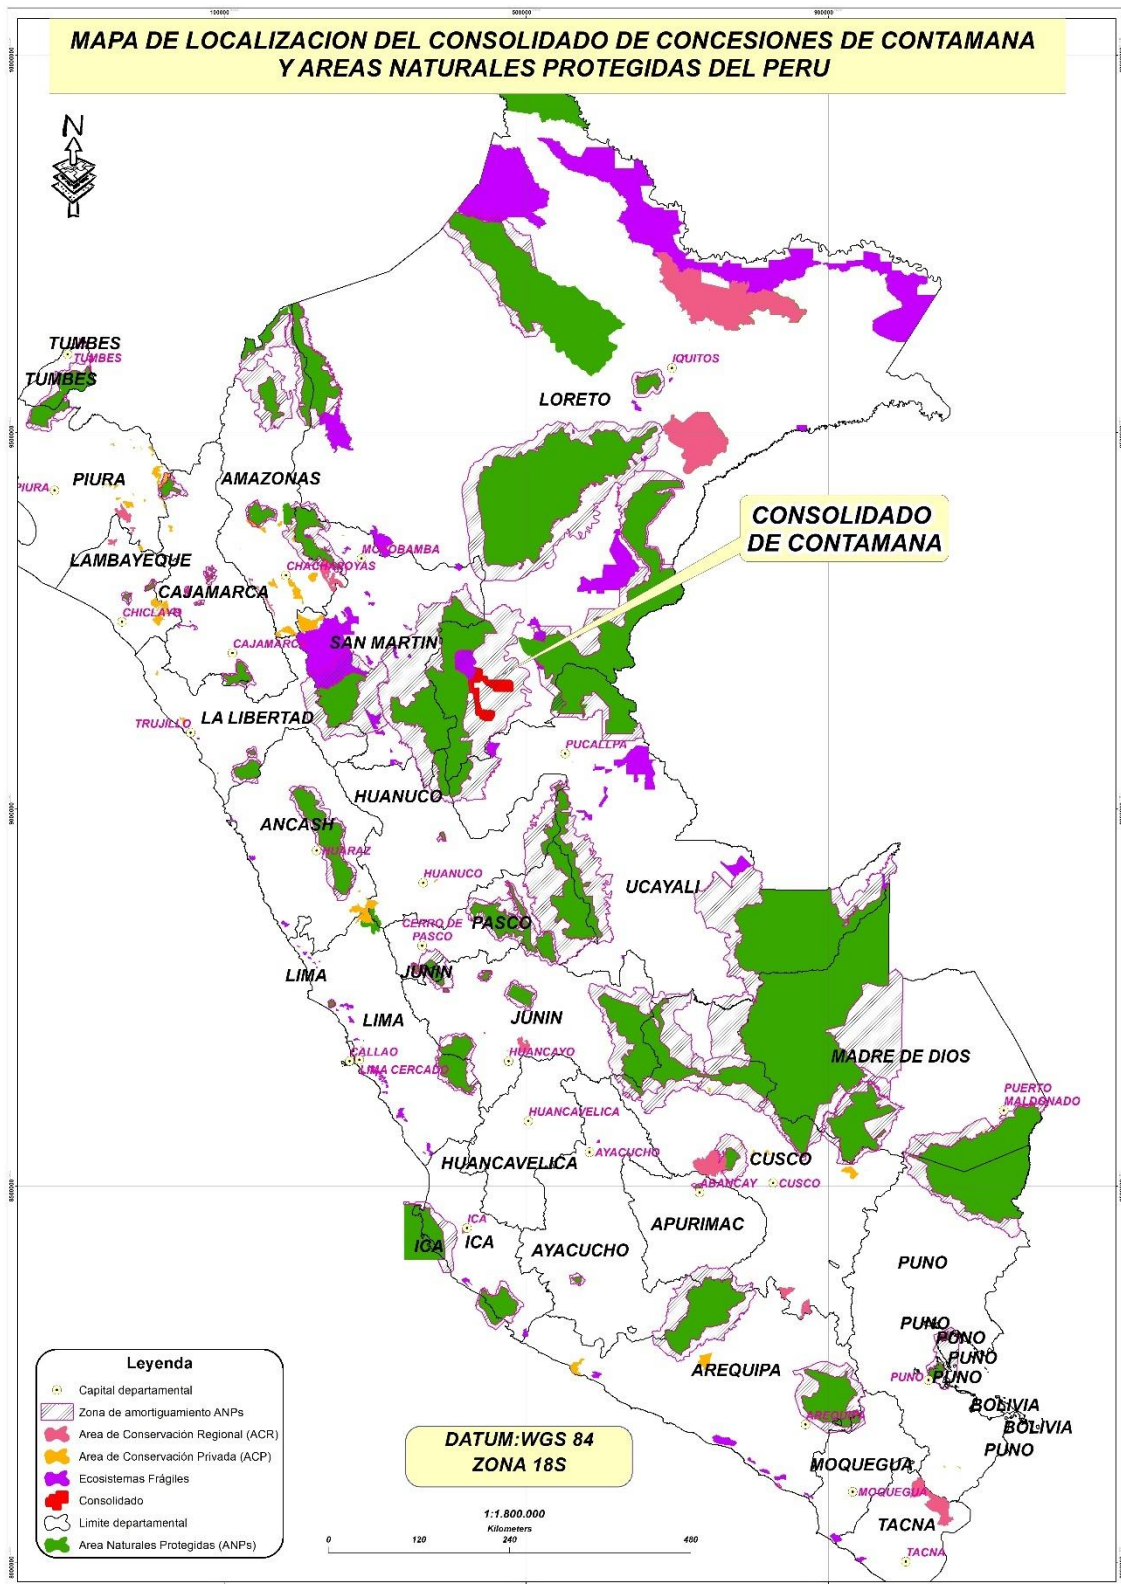 100000
500000
900000
MAPA DE LOCALIZACION DEL CONSOLIDADO DE CONCESIONES DE CONTAMANA
Y AREAS NATURALES PROTEGIDAS DEL PERU
N
TUMBES
TUMBES
TUMBES
IQUITOS
LORETO
PIURA
PIURA
AMAZONAS
CONSOLIDADO
DE CONTAMANA
LAMBAYEQUE
MOYOBAMBA
CHACHAPOYAS
CAJAMARCA
CHICLAYO
CAJAMARCA
SAN MARTIN
LA LIBERTAD
TRUJILLO
PUCALLPA
HUANUCO
ANCASH
HUARAZ
HUANUCO
UCAYALI
CERRO DE
PASCO
PASCO
LIMA
JUNIN
LIMA
JUNIN
CALLAO
LIMA CERCADO
HUANCAYO
MADRE DE DIOS
PUERTO
MALDONADO
HUANCAVELICA
AYACUCHO
HUANCAVELICA
CUSCO
ABANCAY
CUSCO
ICA
ICA
ICA
APURIMAC
AYACUCHO
PUNO
PUNO
PUNO
PUNO
PUNO
PUNO
AREQUIPA
BOLIVIA
BOLIVIA
PUNO
AREQUIPA
MOQUEGUA
MOQUEGUA
TACNA
TACNA
Leyenda
Capital departamental
Zona de amortiguamiento ANPs
Area de Conservación Regional (ACR)
Area de Conservación Privada (ACP)
Ecosistemas Frágiles
Consolidado
Limite departamental
Area Naturales Protegidas (ANPs)
DATUM:WGS 84
ZONA 18S
1:1.800.000
Kilometers
0 120 240 480